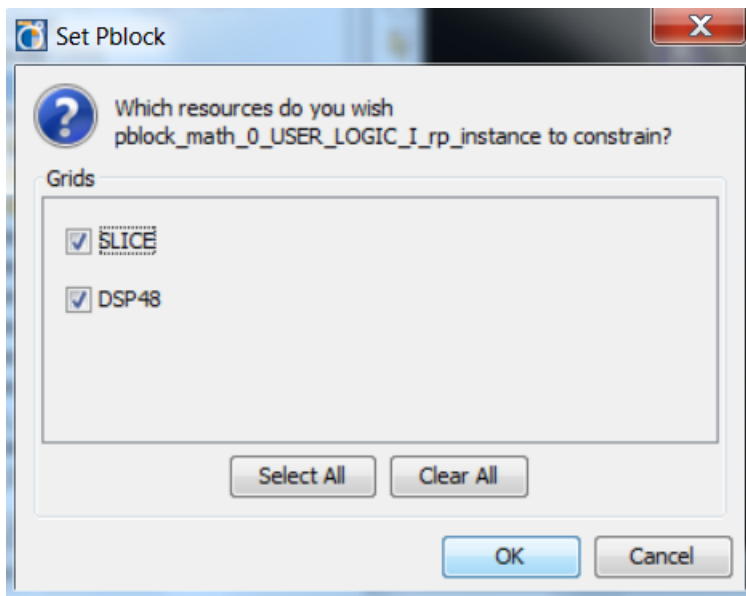 Set Pblock
Which resources do you wish
pblock_math_0_USER_LOGIC_I_rp_instance to constrain?
Grids
SLICE
DSP48
Select All
Clear All
OK
Cancel